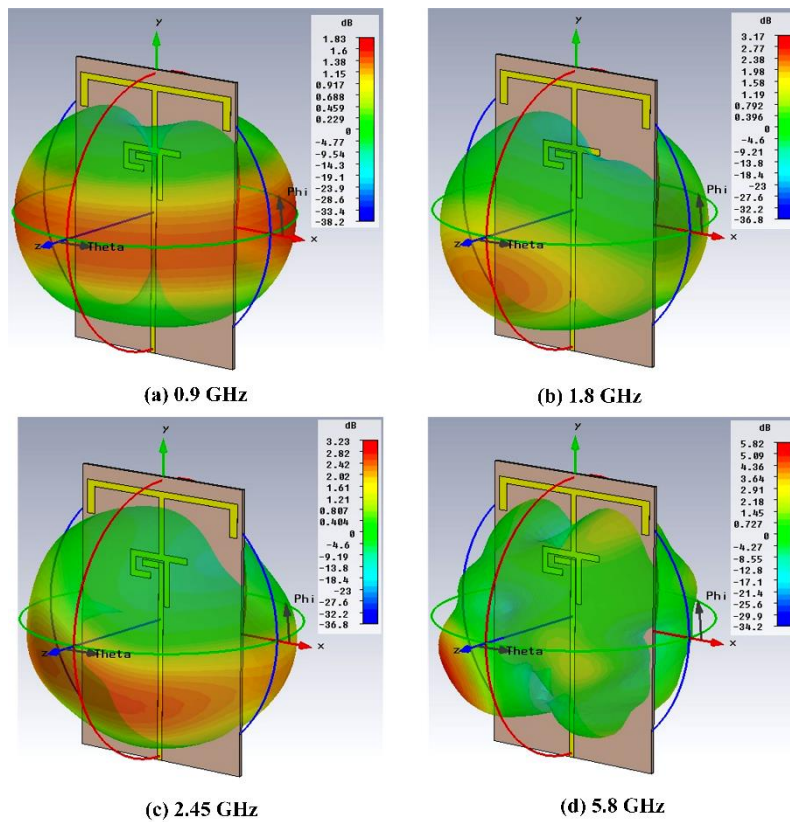 dB
1.83
1.6
1.38
1.15
0.917
0.688
0.459
0.229
0
-4.77
-9.54
-14.3
-19.1
-23.9
-28.6
-33.4
-38.2
y
Phi
x
z
Theta
(a) 0.9 GHz
dB
3.17
2.77
2.38
1.98
1.58
1.19
0.792
0.396
0
-4.6
-9.21
-13.8
-18.4
-23
-27.6
-32.2
-36.8
y
Phi
x
z
Theta
(b) 1.8 GHz
dB
3.23
2.82
2.42
2.02
1.61
1.21
0.807
0.404
0
-4.6
-9.19
-13.8
-18.4
-23
-27.6
-32.2
-36.8
y
Phi
x
z
Theta
(c) 2.45 GHz
dB
5.82
5.09
4.36
3.64
2.91
2.18
1.45
0.727
0
-4.27
-8.55
-12.8
-17.1
-21.4
-25.6
-29.9
-34.2
y
Phi
x
z
Theta
(d) 5.8 GHz